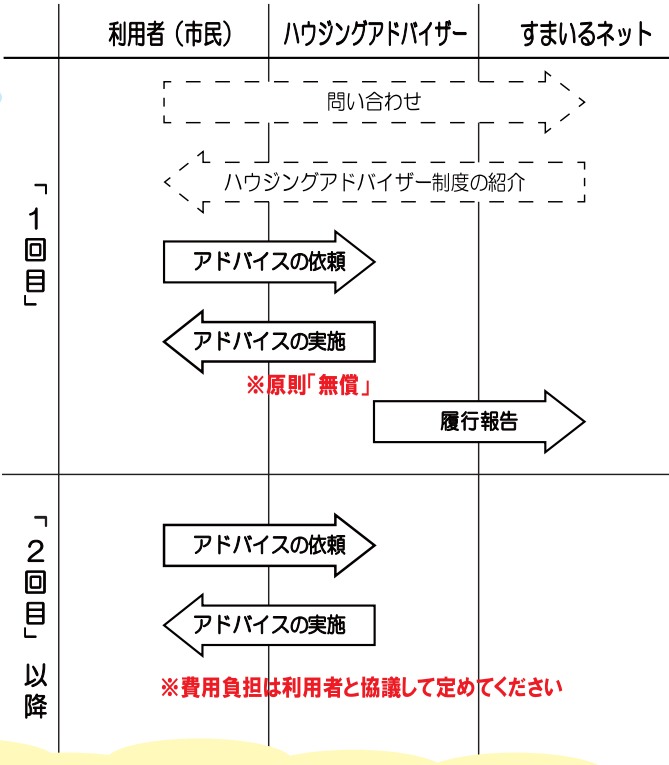 利用者（市民） ハウジングアドバイザー すまいるネット
「1回目」
問い合わせ
ハウジングアドバイザー制度の紹介
アドバイスの依頼
アドバイスの実施
※原則「無償」
履行報告
「2回目」以降
アドバイスの依頼
アドバイスの実施
※費用負担は利用者と協議して定めてください